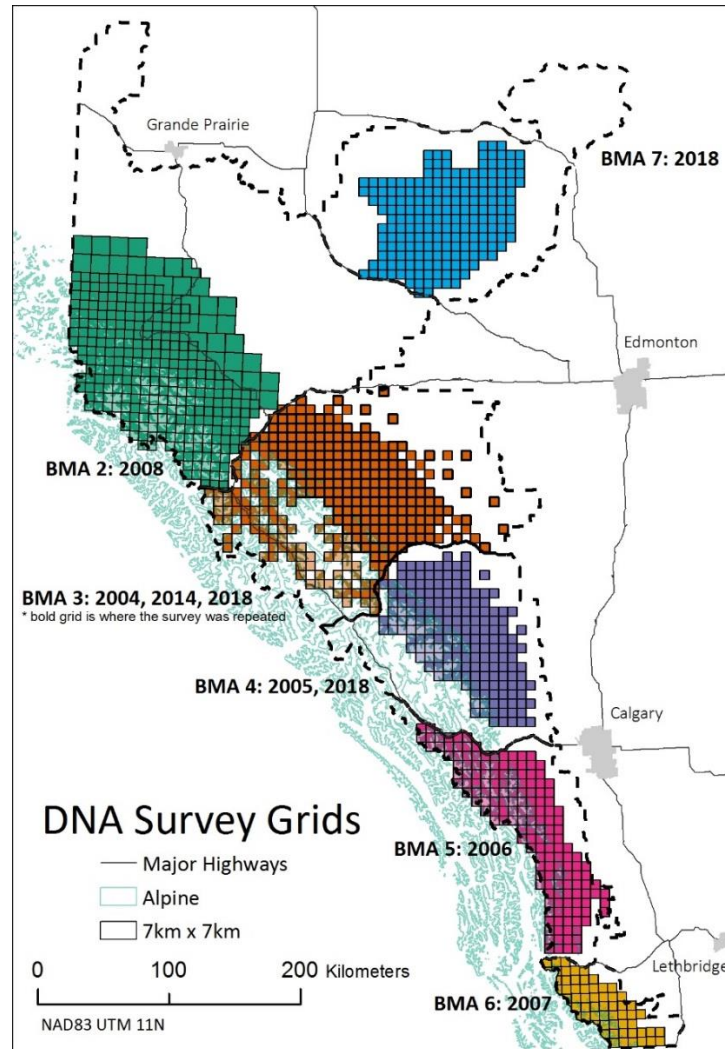 Grande Prairie
BMA 7: 2018
Edmonton
BMA 2: 2008
BMA 3: 2004, 2014, 2018
* bold grid is where the survey was repeated
BMA 4: 2005, 2018
Calgary
DNA Survey Grids
BMA 5: 2006
Major Highways
Alpine
7km x 7km
Lethbridge
0 100 200 Kilometers
BMA 6: 2007
NAD83 UTM 11N